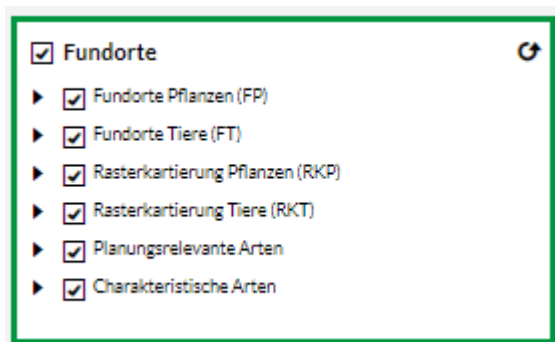 Fundorte
Fundorte Pflanzen (FP)
Fundorte Tiere (FT)
Rasterkartierung Pflanzen (RKP)
Rasterkartierung Tiere (RKT)
Planungsrelevante Arten
Charakteristische Arten